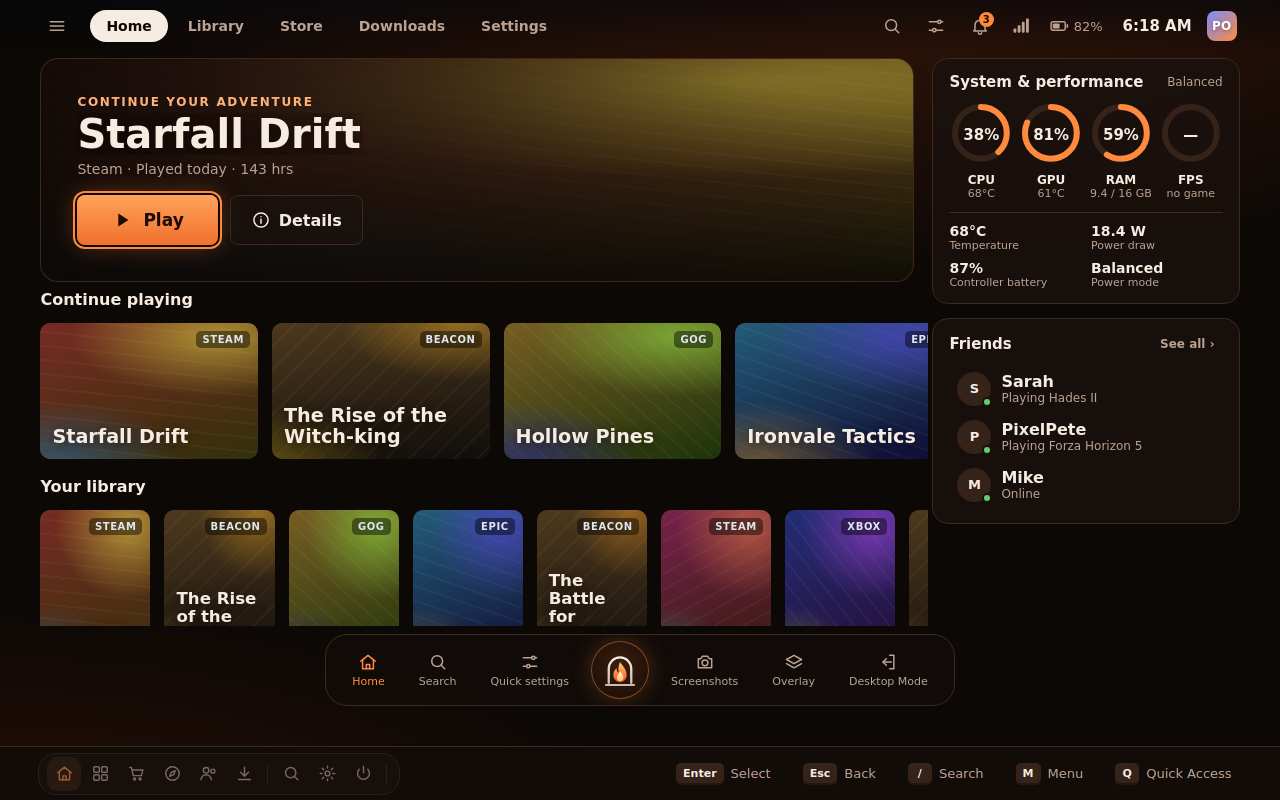 Home Library Store Downloads Settings 3 82% 6:18 AM PO
CONTINUE YOUR ADVENTURE
Starfall Drift
Steam · Played today · 143 hrs
Play Details
System & performance Balanced
38% 81% 59% —
CPU GPU RAM FPS
68°C 61°C 9.4 / 16 GB no game
68°C 18.4 W
Temperature Power draw
87% Balanced
Controller battery Power mode
Continue playing
STEAM BEACON GOG
Starfall Drift
The Rise of the
Witch-king
Hollow Pines
Ironvale Tactics
Friends See all ›
S Sarah
Playing Hades II
P PixelPete
Playing Forza Horizon 5
M Mike
Online
Your library
STEAM BEACON GOG EPIC BEACON STEAM XBOX
The Rise
of the
The
Battle
for
Home Search Quick settings Screenshots Overlay Desktop Mode
Enter Select Esc Back / Search M Menu Q Quick Access